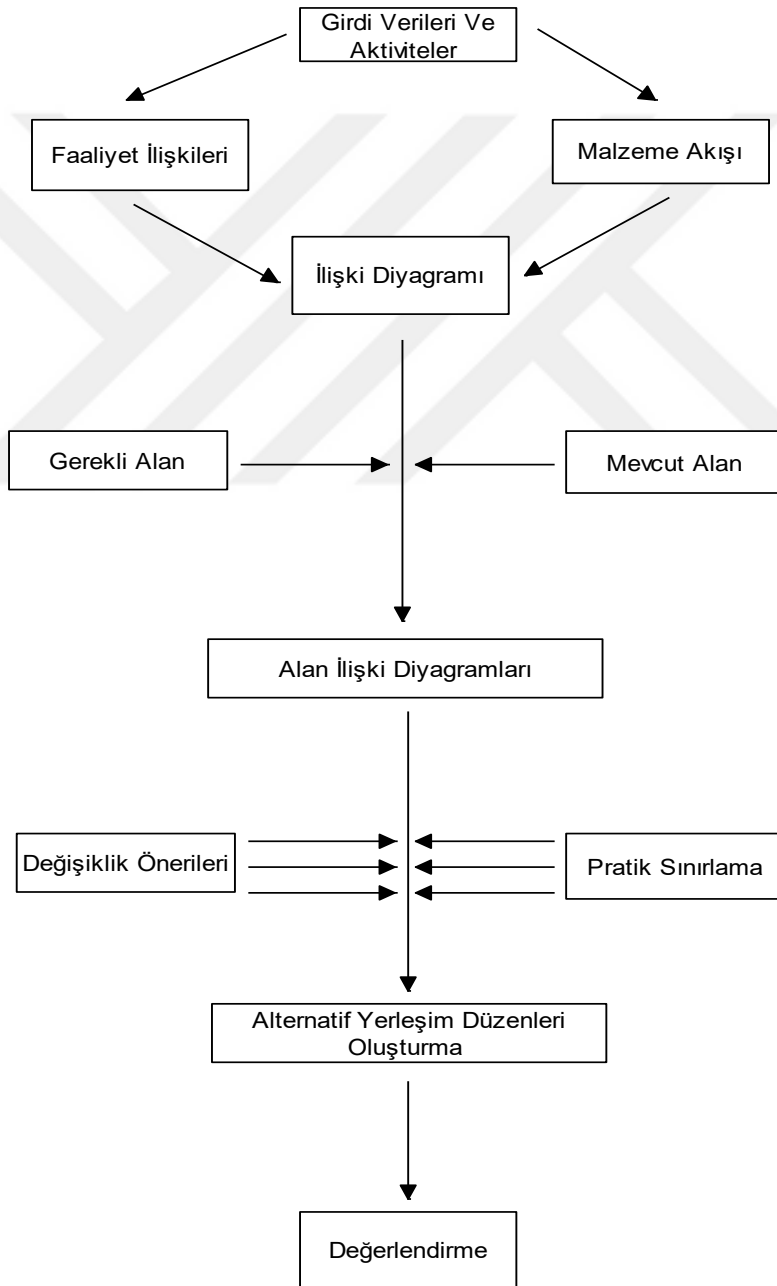 Girdi Verileri Ve
Aktiviteler
Faaliyet İlişkileri
Malzeme Akışı
İlişki Diyagramı
Gerekli Alan
Mevcut Alan
Alan İlişki Diyagramları
Değişiklik Önerileri
Pratik Sınırlama
Alternatif Yerleşim Düzenleri
Oluşturma
Değerlendirme